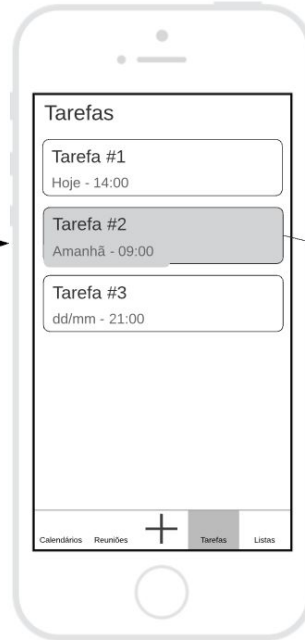 Tarefas
Tarefa #1
Hoje - 14:00
Tarefa #2
Amanhã - 09:00
Tarefa #3
dd/mm - 21:00
Calendários Reuniões Tarefas Listas